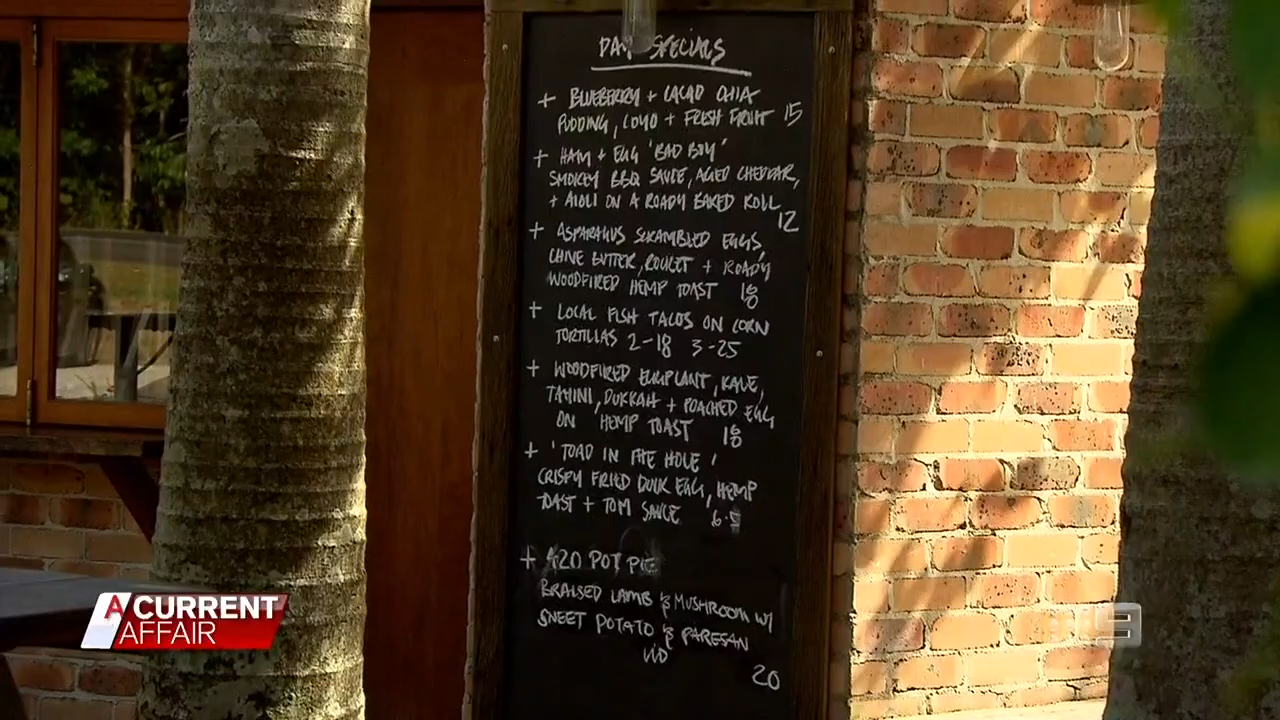 DAY SPECIALS
+ BLUEBERRY + CACAO CHIA
PUDDING, COYO + FRESH FRUIT 15
+ HAM + EGG 'BAD BOY'
SMOKEY BBQ SAUCE, AGED CHEDDAR,
+ AIOLI ON A ROADY BAKED ROLL
12
+ ASPARAGUS SCRAMBLED EGGS,
CHIVE BUTTER, ROCKET + ROADY
WOODFIRED HEMP TOAST 18
+ LOCAL FISH TACOS ON CORN
TORTILLAS 2-18 3-25
+ WOODFIRED EGGPLANT, KALE,
TAHINI, DUKKAH + POACHED EGG
ON HEMP TOAST 18
+ 'TOAD IN THE HOLE'
CRISPY FRIED DUCK EGG, HEMP
TOAST + TOM SAUCE 6.5
+ 420 POT PIE
BRAISED LAMB & MUSHROOM W/
SWEET POTATO & PARESAN
20
A CURRENT
AFFAIR
9